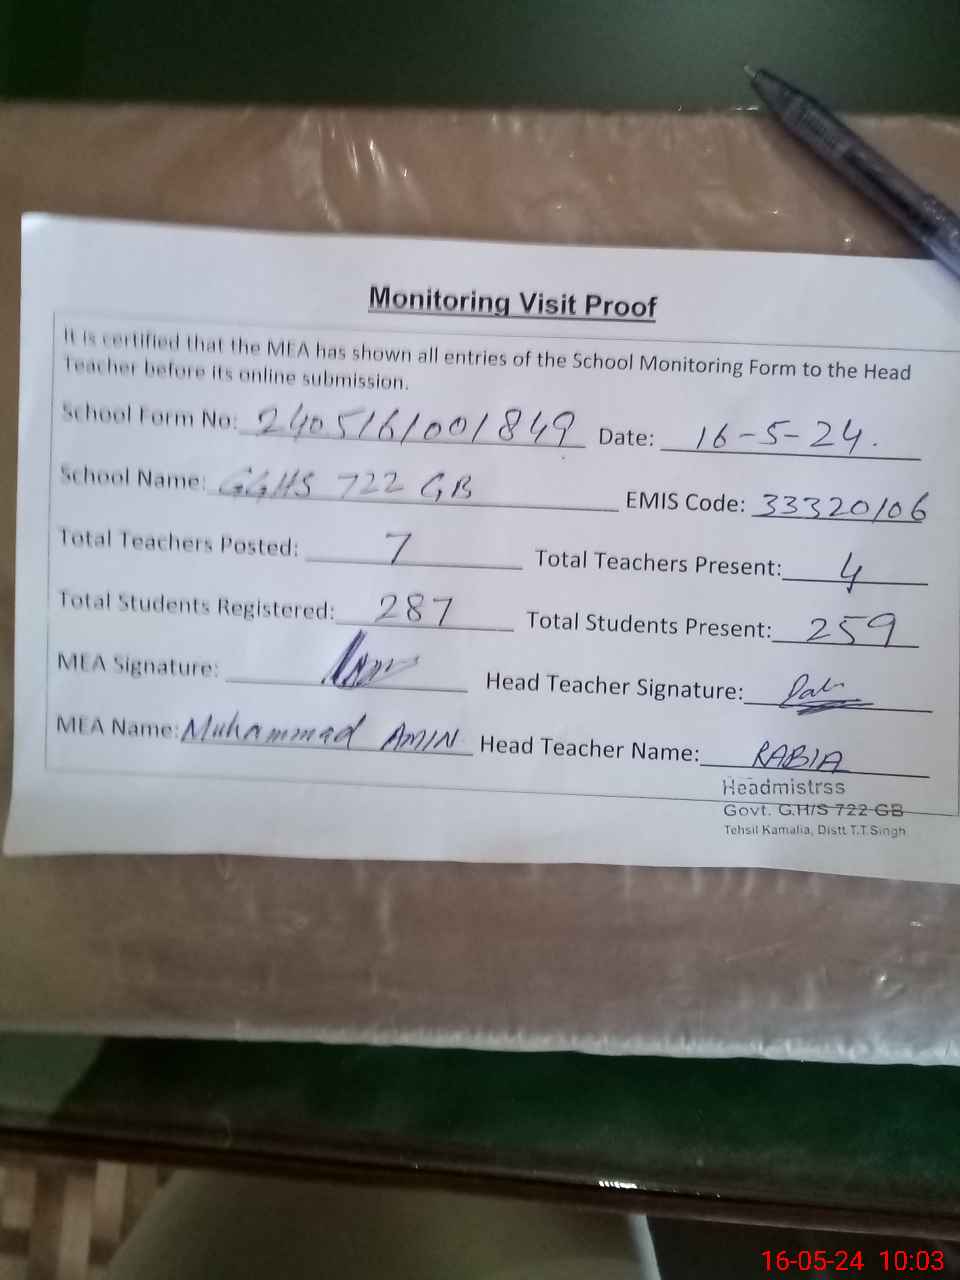 Monitoring Visit Proof
It is certified that the MEA has shown all entries of the School Monitoring Form to the Head
Teacher before its online submission.
School Form No: 2405161001849 Date: 16-5-24.
School Name: GGHS 722 GB EMIS Code: 33320106
Total Teachers Posted: 7 Total Teachers Present: 4
Total Students Registered: 287 Total Students Present: 259
MEA Signature: Head Teacher Signature:
MEA Name: Muhammad AMIN Head Teacher Name: RABIA
Headmistrss
Govt. G.H/S 722 GB
Tehsil Kamalia, Distt T.T.Singh
16-05-24 10:03